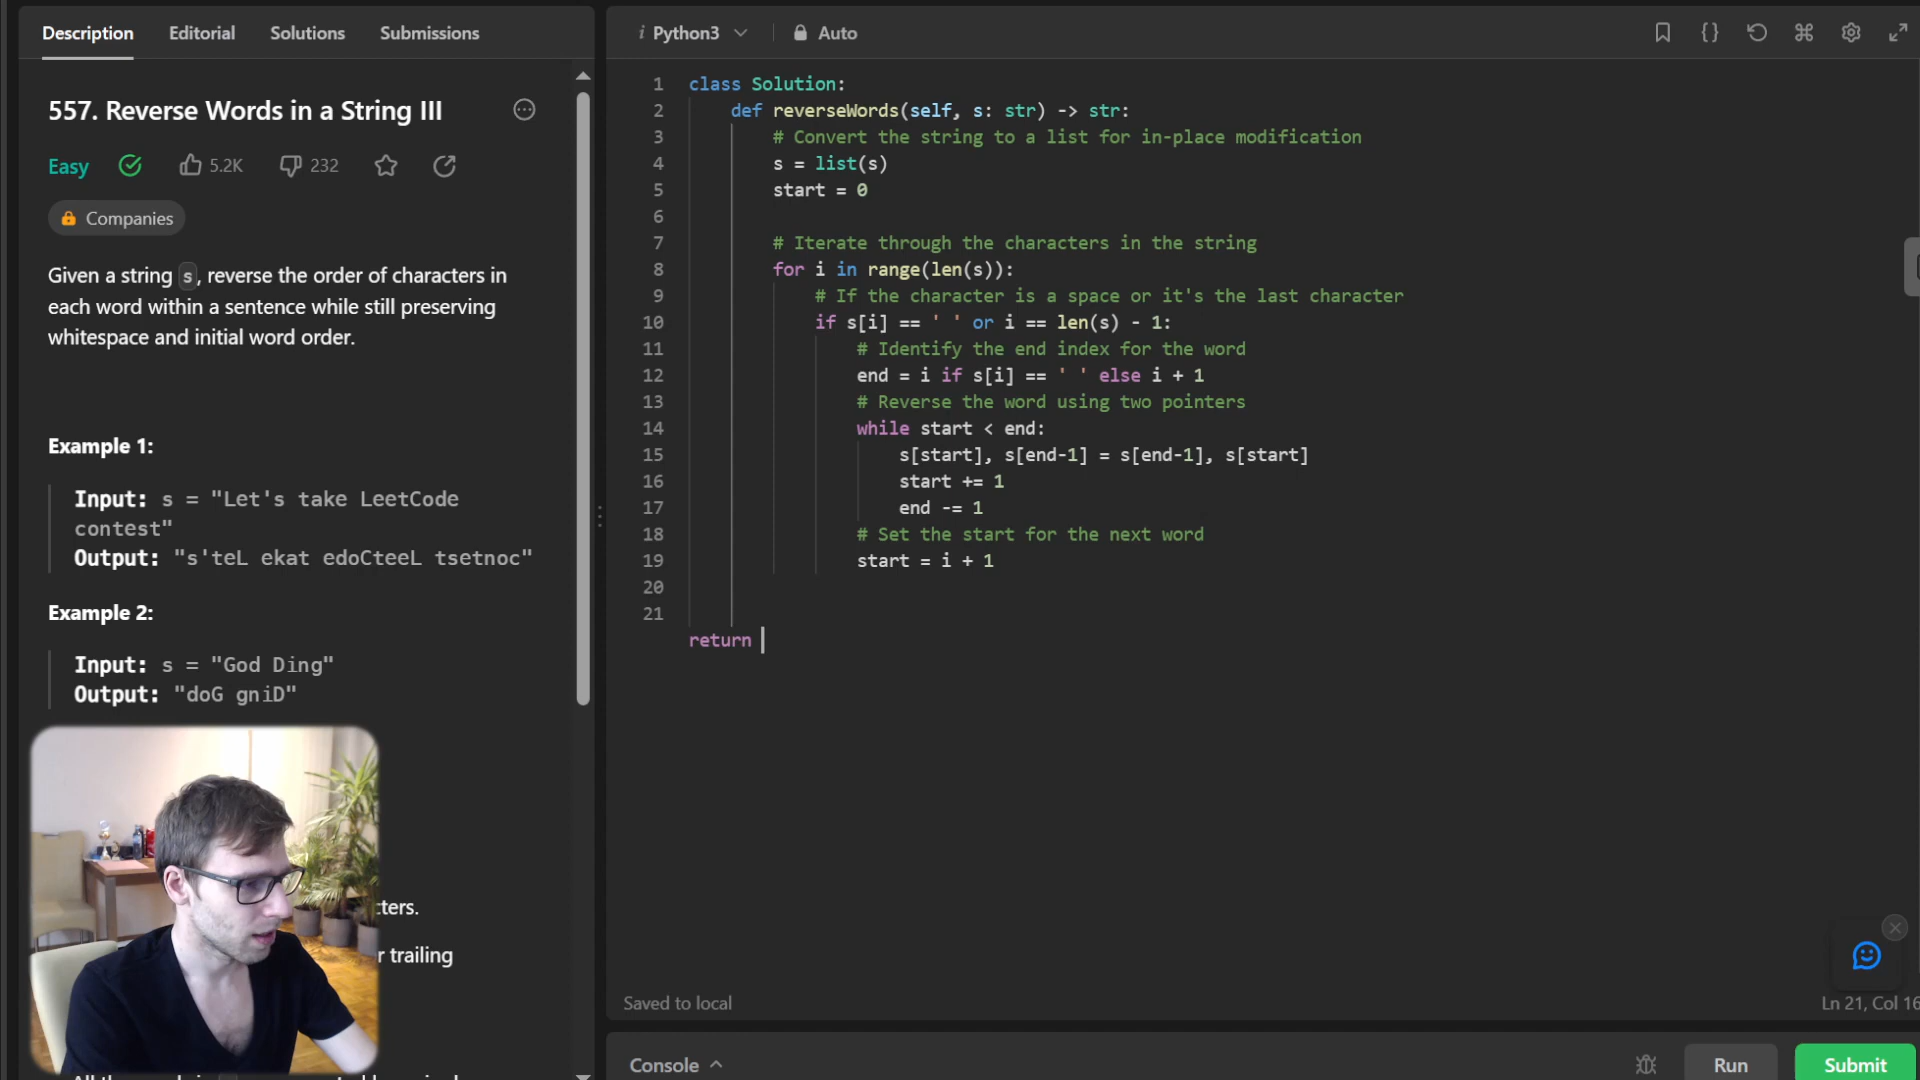 Description Editorial Solutions Submissions
557. Reverse Words in a String III
Easy 5.2K 232
Companies
Given a string s, reverse the order of characters in
each word within a sentence while still preserving
whitespace and initial word order.
Example 1:
Input: s = "Let's take LeetCode
contest"
Output: "s'teL ekat edoCteeL tsetnoc"
Example 2:
Input: s = "God Ding"
Output: "doG gniD"
cters.
r trailing
i Python3 Auto
1 class Solution:
2 def reverseWords(self, s: str) -> str:
3 # Convert the string to a list for in-place modification
4 s = list(s)
5 start = 0
6
7 # Iterate through the characters in the string
8 for i in range(len(s)):
9 # If the character is a space or it's the last character
10 if s[i] == ' ' or i == len(s) - 1:
11 # Identify the end index for the word
12 end = i if s[i] == ' ' else i + 1
13 # Reverse the word using two pointers
14 while start < end:
15 s[start], s[end-1] = s[end-1], s[start]
16 start += 1
17 end -= 1
18 # Set the start for the next word
19 start = i + 1
20
21
return
Saved to local
Ln 21, Col 16
Console Run Submit